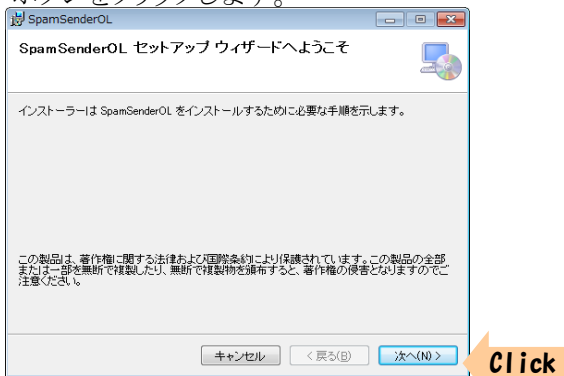 ボタンをクリックします。
SpamSenderOL
SpamSenderOL セットアップ ウィザードへようこそ
インストーラーは SpamSenderOL をインストールするために必要な手順を示します。
この製品は、著作権に関する法律および国際条約により保護されています。この製品の全部
または一部を無断で複製したり、無断で複製物を頒布すると、著作権の侵害となりますのでご
注意ください。
キャンセル
< 戻る(B)
次へ(N) >
Click